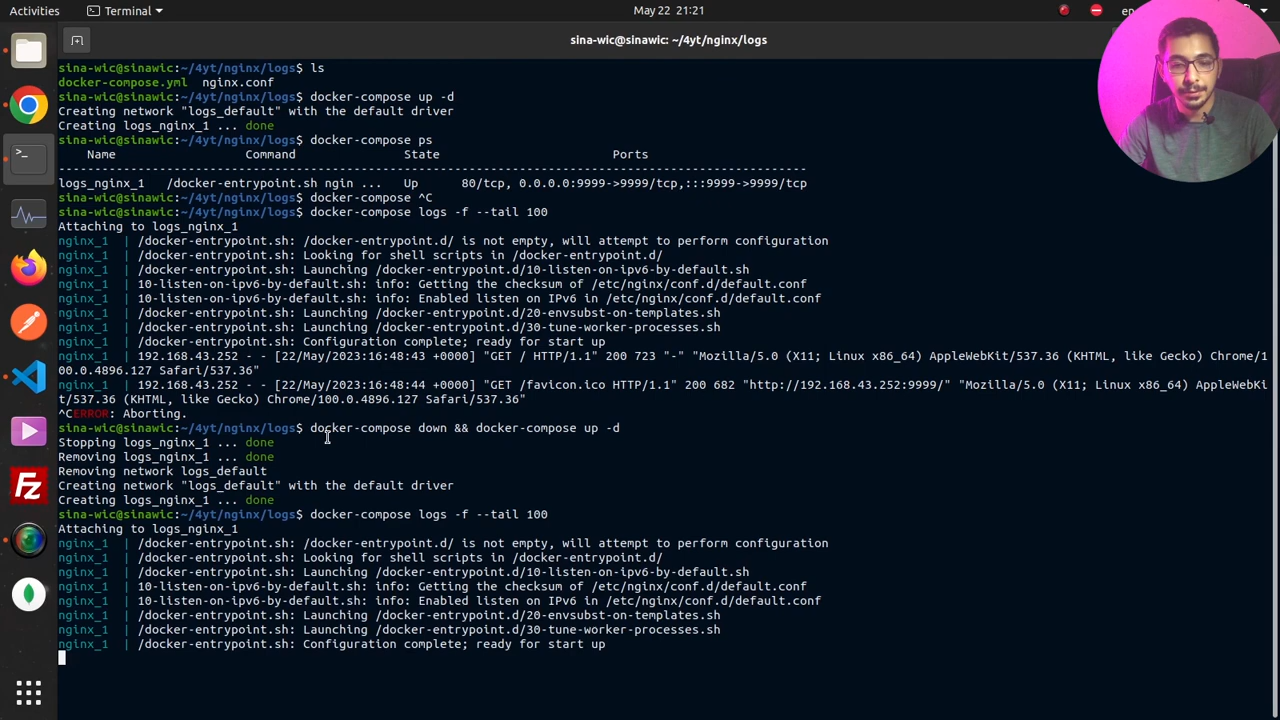 Activities
Terminal
May 22 21:21
en
sina-wic@sinawic: ~/4yt/nginx/logs
sina-wic@sinawic:~/4yt/nginx/logs$ ls
docker-compose.yml  nginx.conf
sina-wic@sinawic:~/4yt/nginx/logs$ docker-compose up -d
Creating network "logs_default" with the default driver
Creating logs_nginx_1 ... done
sina-wic@sinawic:~/4yt/nginx/logs$ docker-compose ps
Name Command State Ports
--------------------------------------------------------------------------------------------------------
logs_nginx_1   /docker-entrypoint.sh ngin ...   Up      80/tcp, 0.0.0.0:9999->9999/tcp,:::9999->9999/tcp
sina-wic@sinawic:~/4yt/nginx/logs$ docker-compose ^C
sina-wic@sinawic:~/4yt/nginx/logs$ docker-compose logs -f --tail 100
Attaching to logs_nginx_1
nginx_1  | /docker-entrypoint.sh: /docker-entrypoint.d/ is not empty, will attempt to perform configuration
nginx_1  | /docker-entrypoint.sh: Looking for shell scripts in /docker-entrypoint.d/
nginx_1  | /docker-entrypoint.sh: Launching /docker-entrypoint.d/10-listen-on-ipv6-by-default.sh
nginx_1  | 10-listen-on-ipv6-by-default.sh: info: Getting the checksum of /etc/nginx/conf.d/default.conf
nginx_1  | 10-listen-on-ipv6-by-default.sh: info: Enabled listen on IPv6 in /etc/nginx/conf.d/default.conf
nginx_1  | /docker-entrypoint.sh: Launching /docker-entrypoint.d/20-envsubst-on-templates.sh
nginx_1  | /docker-entrypoint.sh: Launching /docker-entrypoint.d/30-tune-worker-processes.sh
nginx_1  | /docker-entrypoint.sh: Configuration complete; ready for start up
nginx_1  | 192.168.43.252 - - [22/May/2023:16:48:43 +0000] "GET / HTTP/1.1" 200 723 "-" "Mozilla/5.0 (X11; Linux x86_64) AppleWebKit/537.36 (KHTML, like Gecko) Chrome/1
00.0.4896.127 Safari/537.36"
nginx_1  | 192.168.43.252 - - [22/May/2023:16:48:44 +0000] "GET /favicon.ico HTTP/1.1" 200 682 "http://192.168.43.252:9999/" "Mozilla/5.0 (X11; Linux x86_64) AppleWebKi
t/537.36 (KHTML, like Gecko) Chrome/100.0.4896.127 Safari/537.36"
^CERROR: Aborting.
sina-wic@sinawic:~/4yt/nginx/logs$ docker-compose down && docker-compose up -d
Stopping logs_nginx_1 ... done
Removing logs_nginx_1 ... done
Removing network logs_default
Creating network "logs_default" with the default driver
Creating logs_nginx_1 ... done
sina-wic@sinawic:~/4yt/nginx/logs$ docker-compose logs -f --tail 100
Attaching to logs_nginx_1
nginx_1  | /docker-entrypoint.sh: /docker-entrypoint.d/ is not empty, will attempt to perform configuration
nginx_1  | /docker-entrypoint.sh: Looking for shell scripts in /docker-entrypoint.d/
nginx_1  | /docker-entrypoint.sh: Launching /docker-entrypoint.d/10-listen-on-ipv6-by-default.sh
nginx_1  | 10-listen-on-ipv6-by-default.sh: info: Getting the checksum of /etc/nginx/conf.d/default.conf
nginx_1  | 10-listen-on-ipv6-by-default.sh: info: Enabled listen on IPv6 in /etc/nginx/conf.d/default.conf
nginx_1  | /docker-entrypoint.sh: Launching /docker-entrypoint.d/20-envsubst-on-templates.sh
nginx_1  | /docker-entrypoint.sh: Launching /docker-entrypoint.d/30-tune-worker-processes.sh
nginx_1  | /docker-entrypoint.sh: Configuration complete; ready for start up